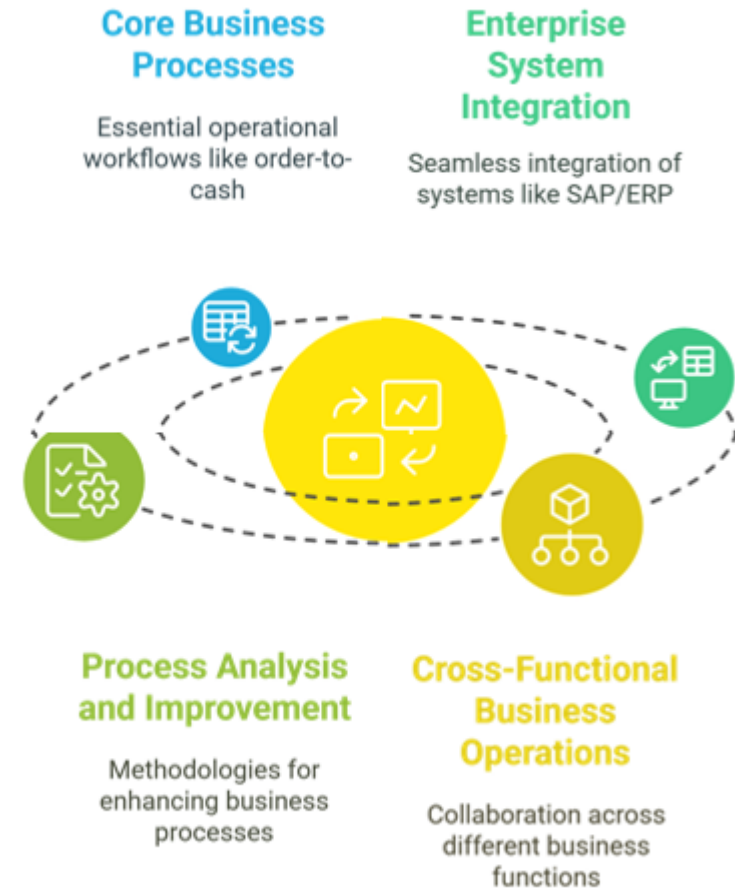 Core Business
Processes
Essential operational
workflows like order-to-
cash
Enterprise
System
Integration
Seamless integration of
systems like SAP/ERP
Process Analysis
and Improvement
Methodologies for
enhancing business
processes
Cross-Functional
Business
Operations
Collaboration across
different business
functions